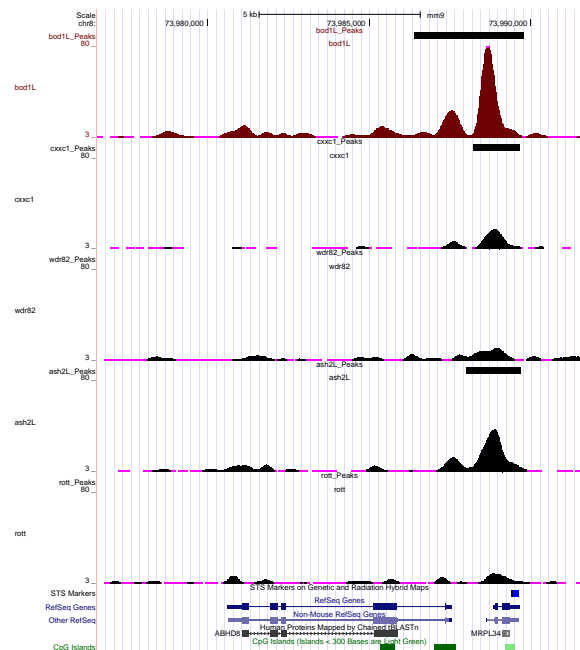 Scale 5 kb mm9
chr8: 73,980,000 73,985,000 73,990,000
bod1L_Peaks bod1L_Peaks
80 bod1L
bod1L
3
cxxc1_Peaks cxxc1_Peaks
80 cxxc1
cxxc1
3
wdr82_Peaks wdr82_Peaks
80 wdr82
wdr82
3
ash2L_Peaks ash2L_Peaks
80 ash2L
ash2L
3
rott_Peaks rott_Peaks
80 rott
rott
3
STS Markers on Genetic and Radiation Hybrid Maps
STS Markers
RefSeq Genes
RefSeq Genes
Non-Mouse RefSeq Genes
Other RefSeq
Human Proteins Mapped by Chained tBLASTn
ABHD8 MRPL34
CpG Islands (Islands < 300 Bases are Light Green)
CpG Islands